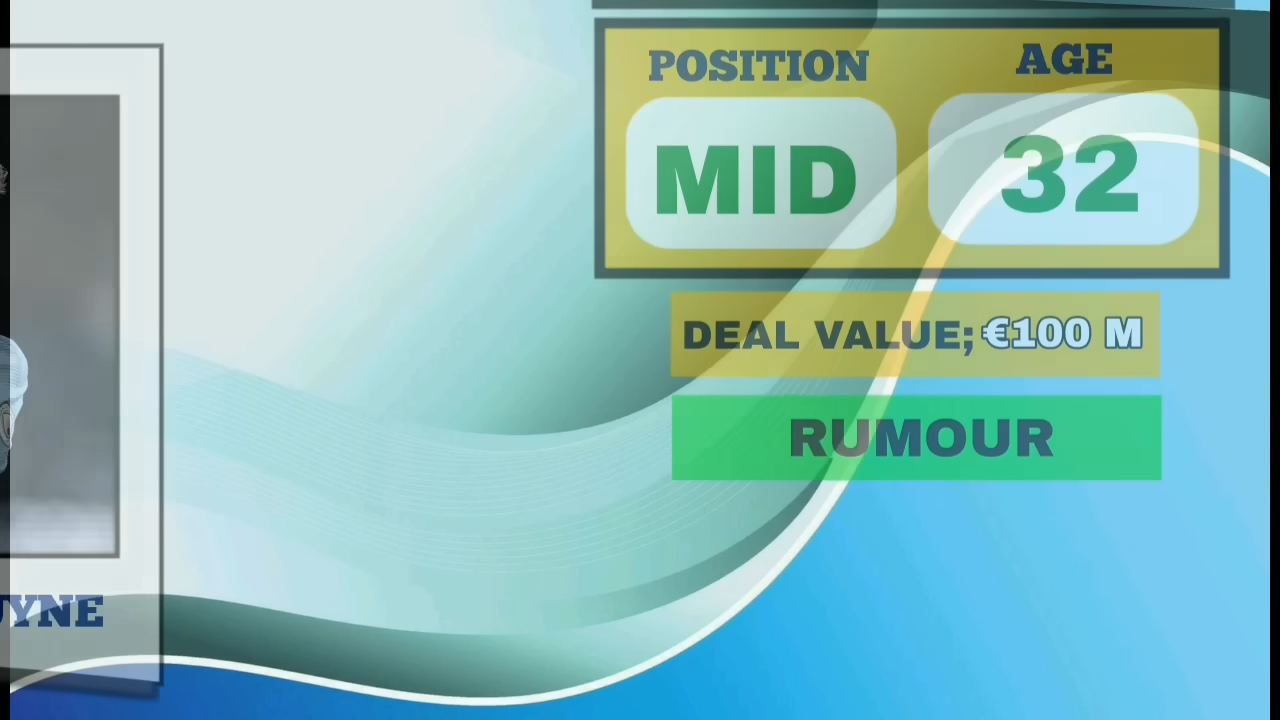 POSITION
AGE
MID
32
DEAL VALUE; €100 M
RUMOUR
YNE